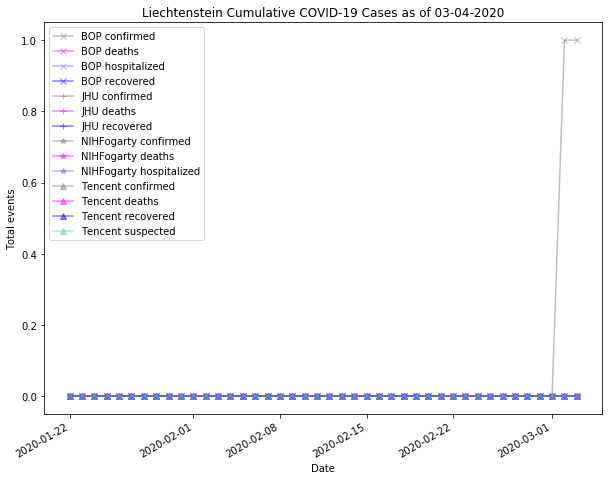 Liechtenstein Cumulative COVID-19 Cases as of 03-04-2020
BOP confirmed
BOP deaths
BOP hospitalized
BOP recovered
JHU confirmed
JHU deaths
JHU recovered
NIHFogarty confirmed
NIHFogarty deaths
NIHFogarty hospitalized
Tencent confirmed
Tencent deaths
Tencent recovered
Tencent suspected
Total events
1.0
0.8
0.6
0.4
0.2
0.0
2020-01-22
2020-02-01
2020-02-08
2020-02-15
2020-02-22
2020-03-01
Date